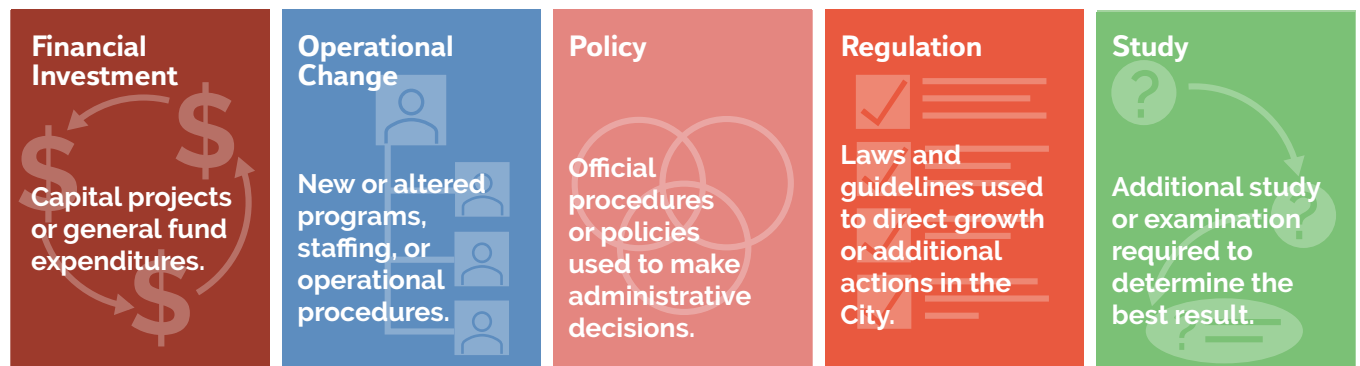 Financial
Investment
Capital projects
or general fund
expenditures.
Operational
Change
New or altered
programs,
staffing, or
operational
procedures.
Policy
Official
procedures
or policies
used to make
administrative
decisions.
Regulation
Laws and
guidelines used
to direct growth
or additional
actions in the
City.
Study
Additional study
or examination
required to
determine the
best result.